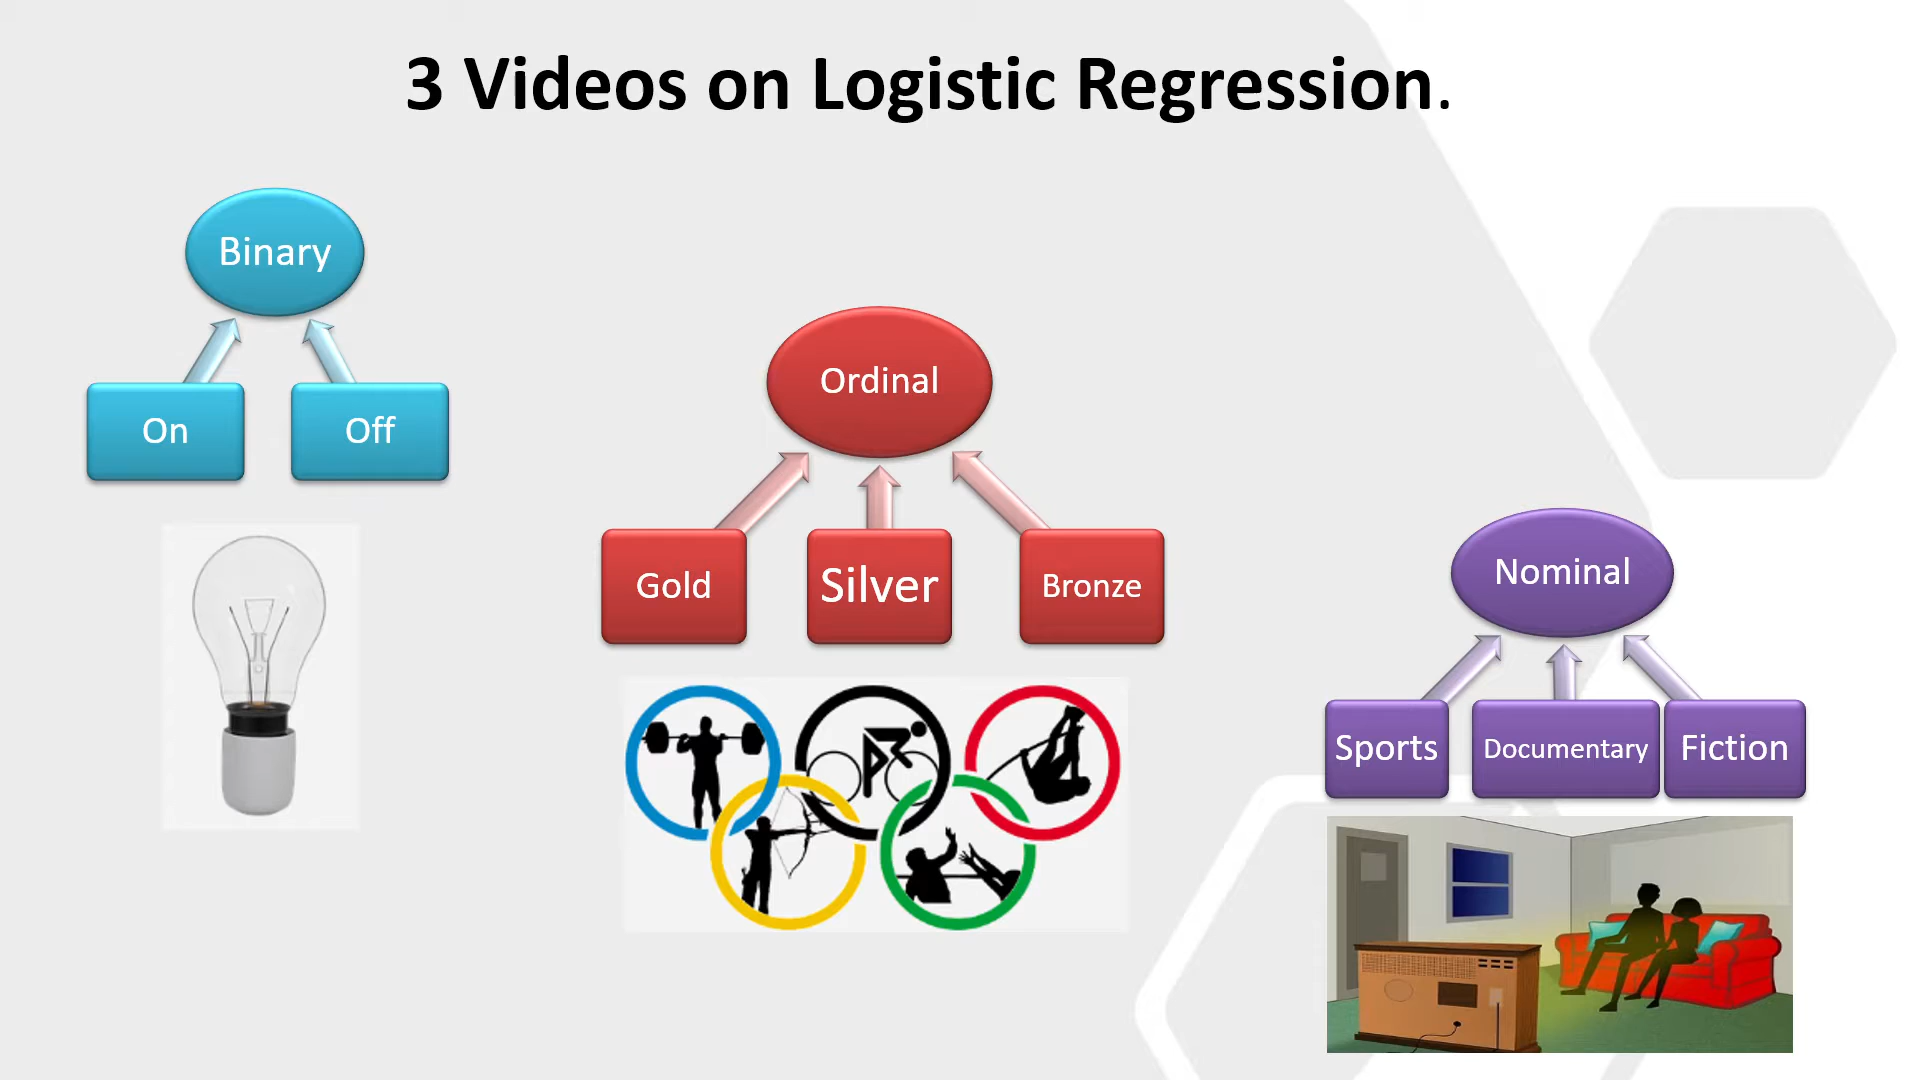 3 Videos on Logistic Regression.
Binary
On
Off
Ordinal
Gold
Silver
Bronze
Nominal
Sports
Documentary
Fiction